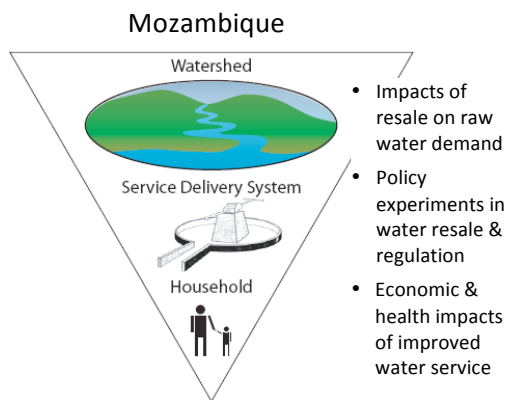 Mozambique
Watershed
Service Delivery System
Household
• Impacts of
resale on raw
water demand
• Policy
experiments in
water resale &
regulation
• Economic &
health impacts
of improved
water service